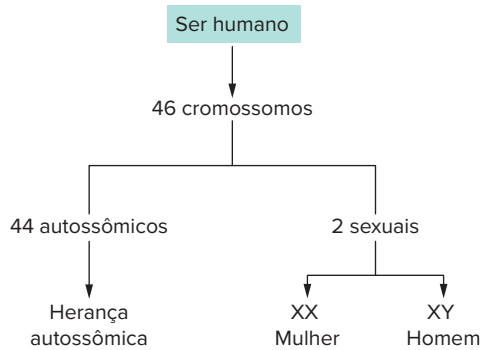 Ser humano
46 cromossomos
44 autossômicos
2 sexuais
Herança
autossômica
XX
Mulher
XY
Homem